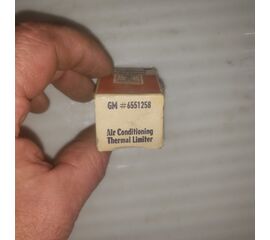 GM #6551258
Air Conditioning
Thermal Limiter